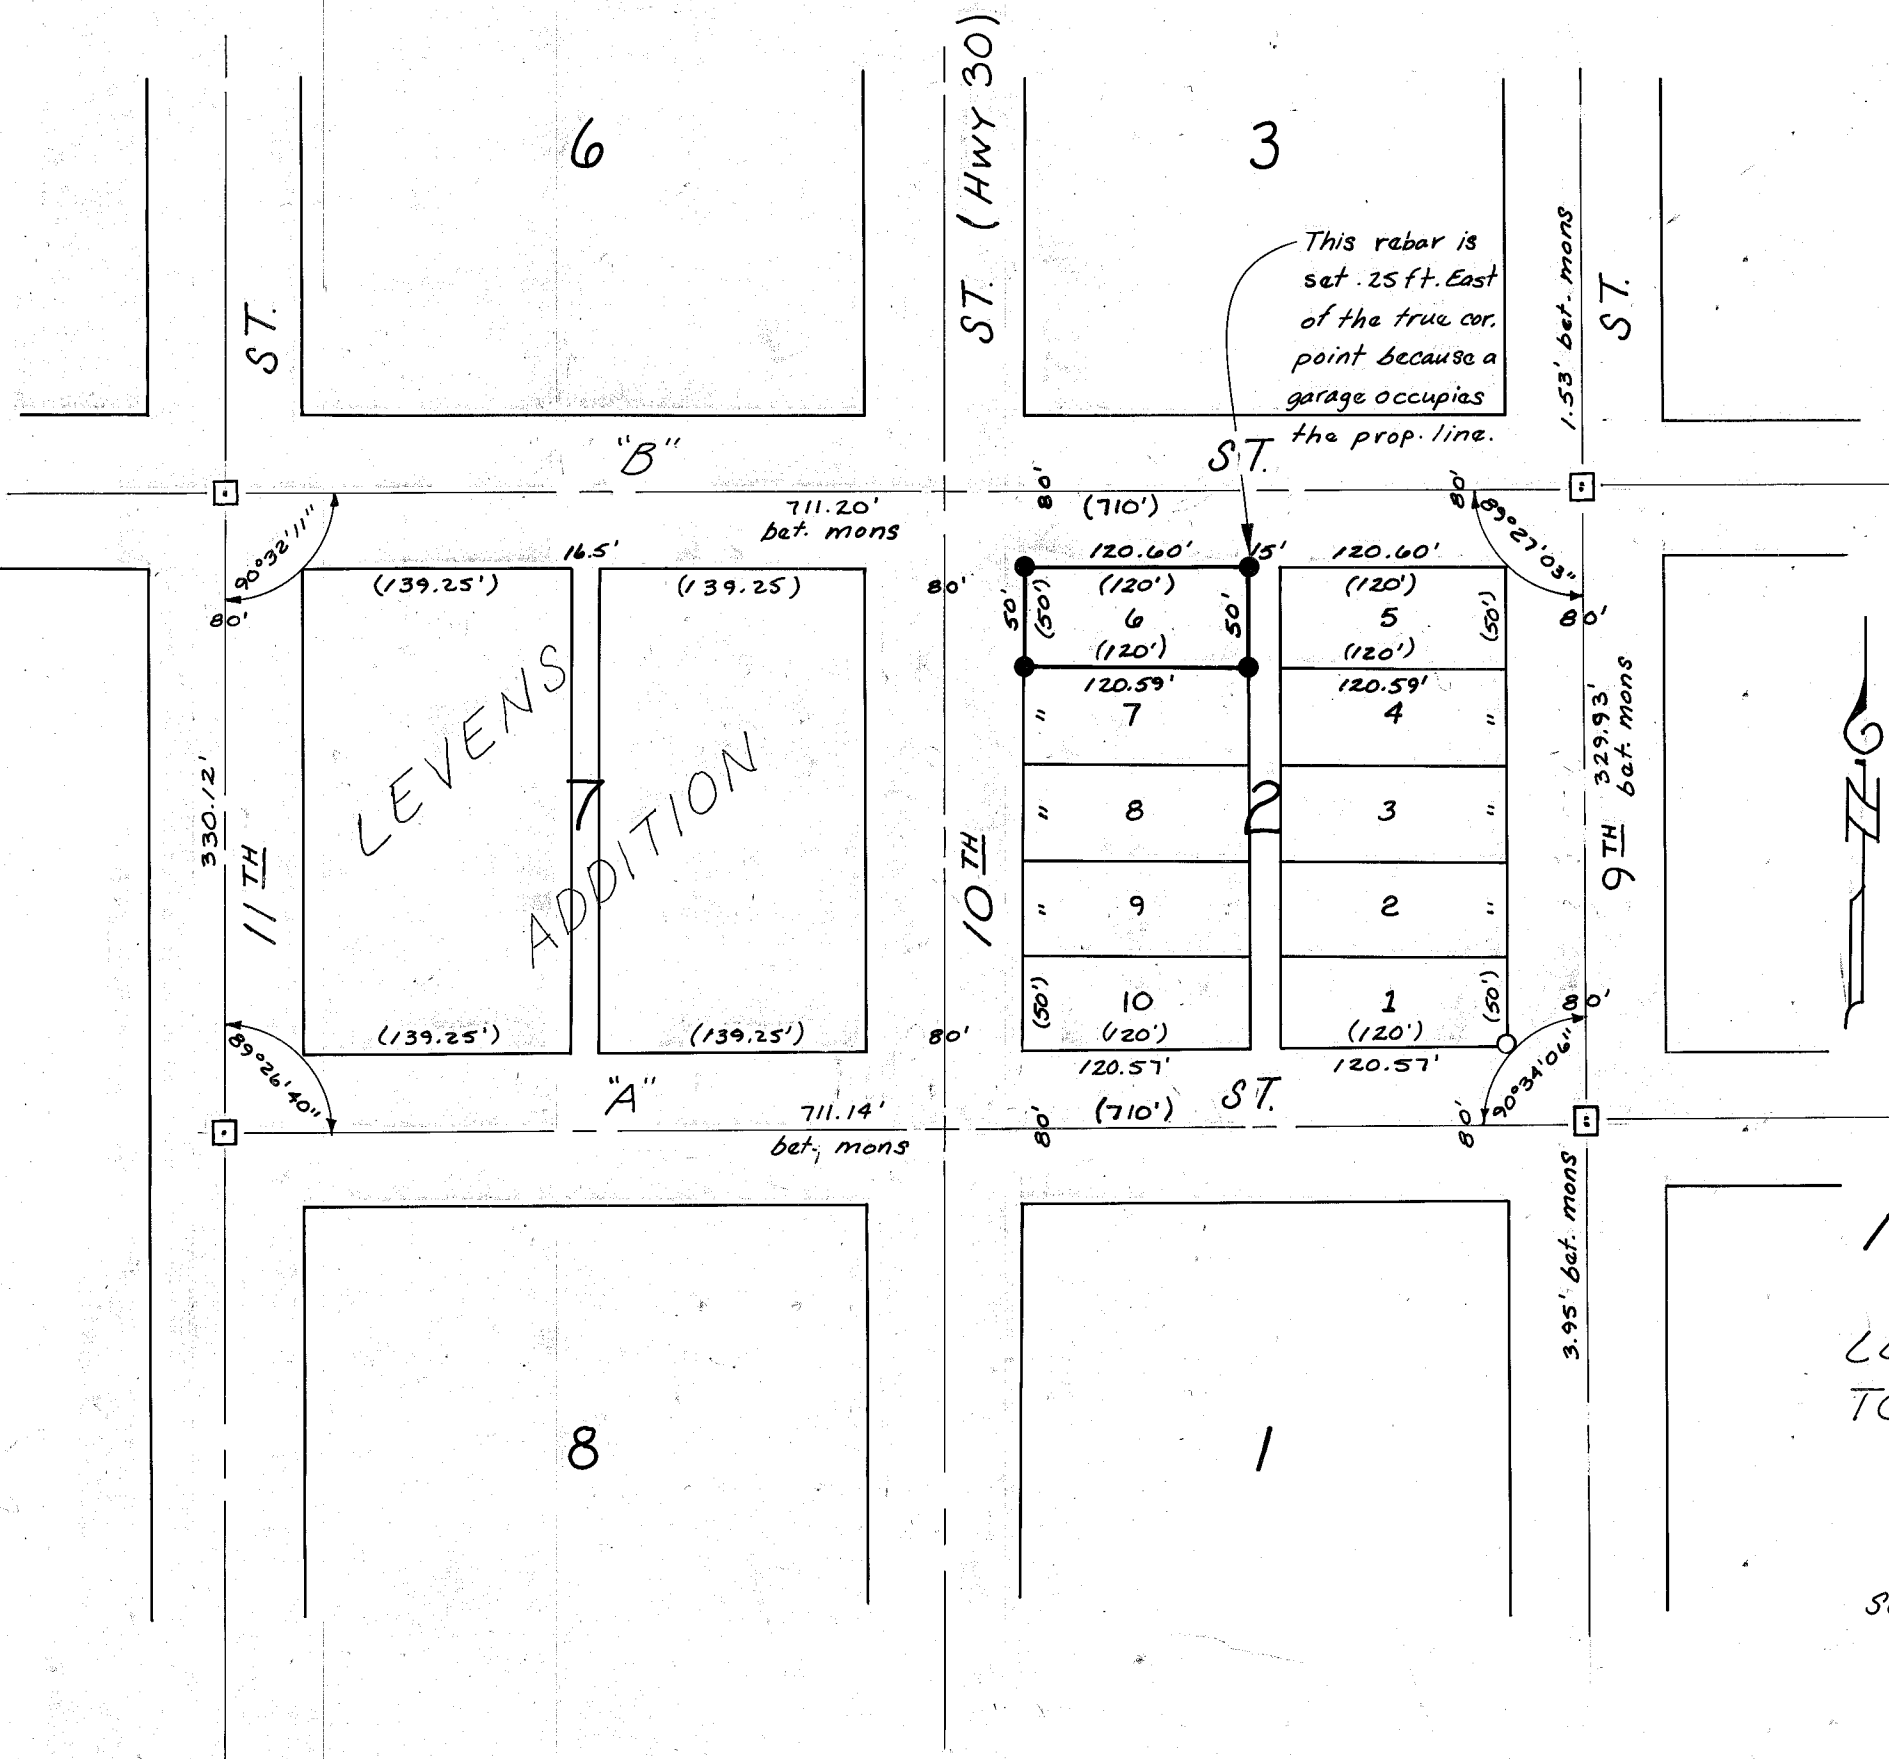 6
3
ST.
ST. (HWY 30)
This rebar is
set .25 ft. East
of the true cor.
point because a
garage occupies
the prop. line.
1.53' bet. mons
ST.
"B"
ST.
711.20'
bet. mons
80'
(710')
80'
90°32'11"
89°27'03"
80'
16.5'
(139.25')
(139.25)
80'
120.60'
15'
120.60'
(120')
(120')
50'
(50')
6
50'
5
(50')
80'
(120')
(120')
120.59'
120.59'
"
7
4
"
"
8
3
"
"
9
2
"
(50')
10
1
(50')
(120')
(120')
120.57'
120.57'
LEVENS
ADDITION
7
2
330.12'
11TH
10TH
9TH
329.93'
bet. mons
N
80'
80'
(139.25')
(139.25')
89°26'40"
90°34'06"
"A"
ST.
711.14'
bet. mons
80'
(710')
80'
3.95' bet. mons
8
1
TO